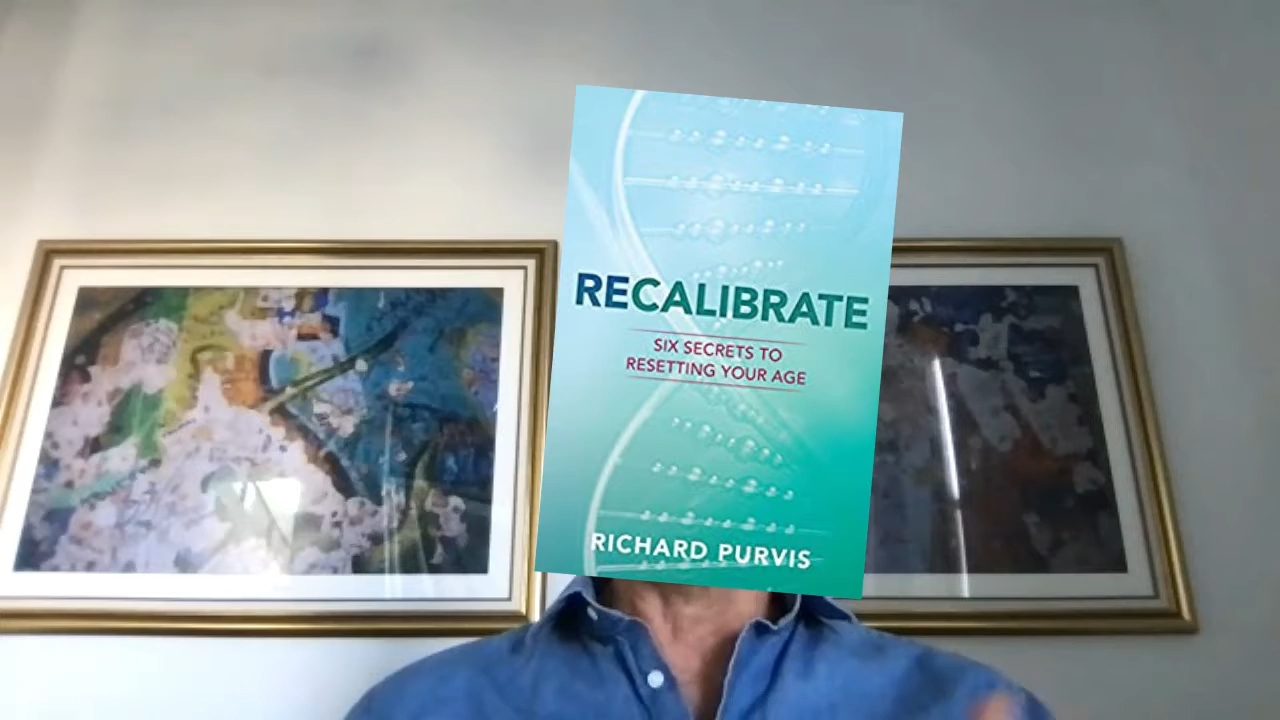 RECALIBRATE
SIX SECRETS TO
RESETTING YOUR AGE
RICHARD PURVIS